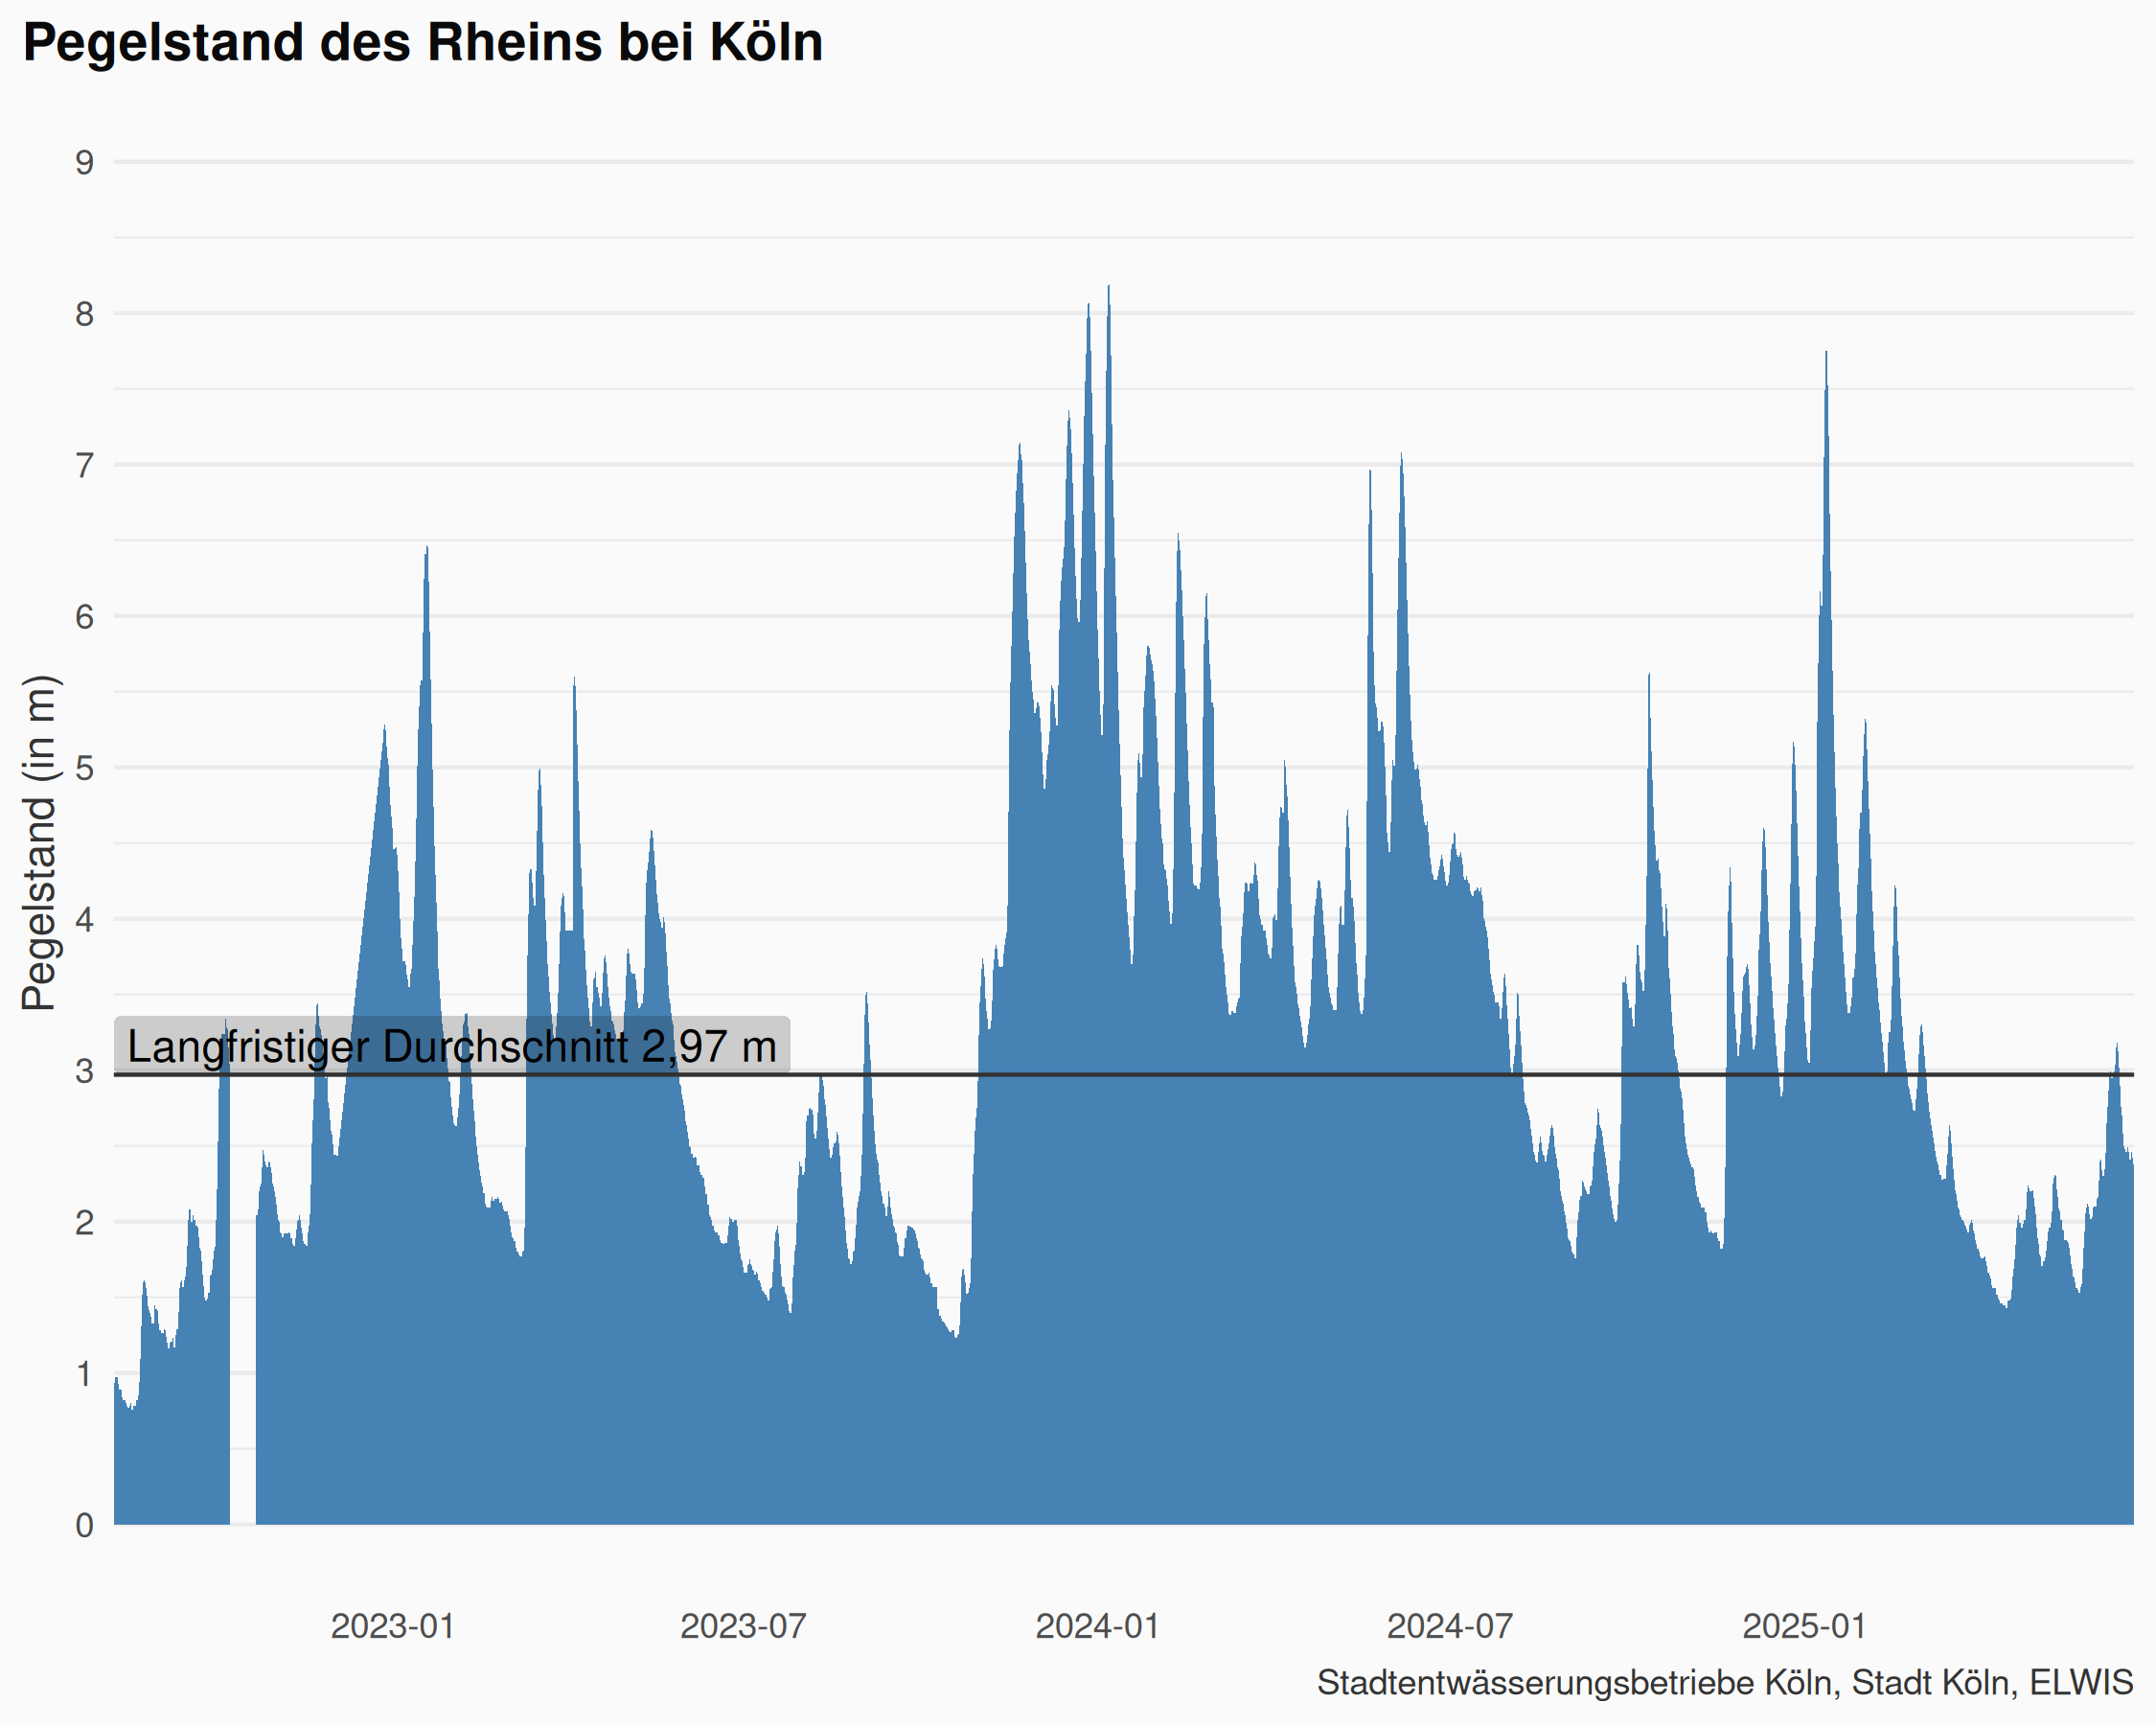 Pegelstand des Rheins bei Köln
Pegelstand (in m)
9
8
7
6
5
4
3
2
1
0
Langfristiger Durchschnitt 2,97 m
2023-01 2023-07 2024-01 2024-07 2025-01
Stadtentwässerungsbetriebe Köln, Stadt Köln, ELWIS